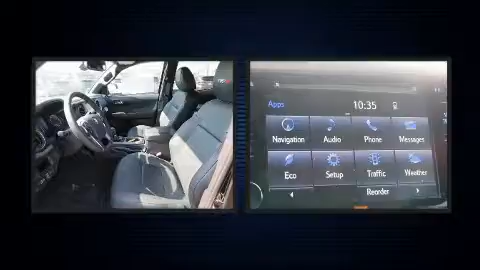 Apps 10:35
Navigation Audio Phone Messages
Eco Setup Traffic Weather
Reorder